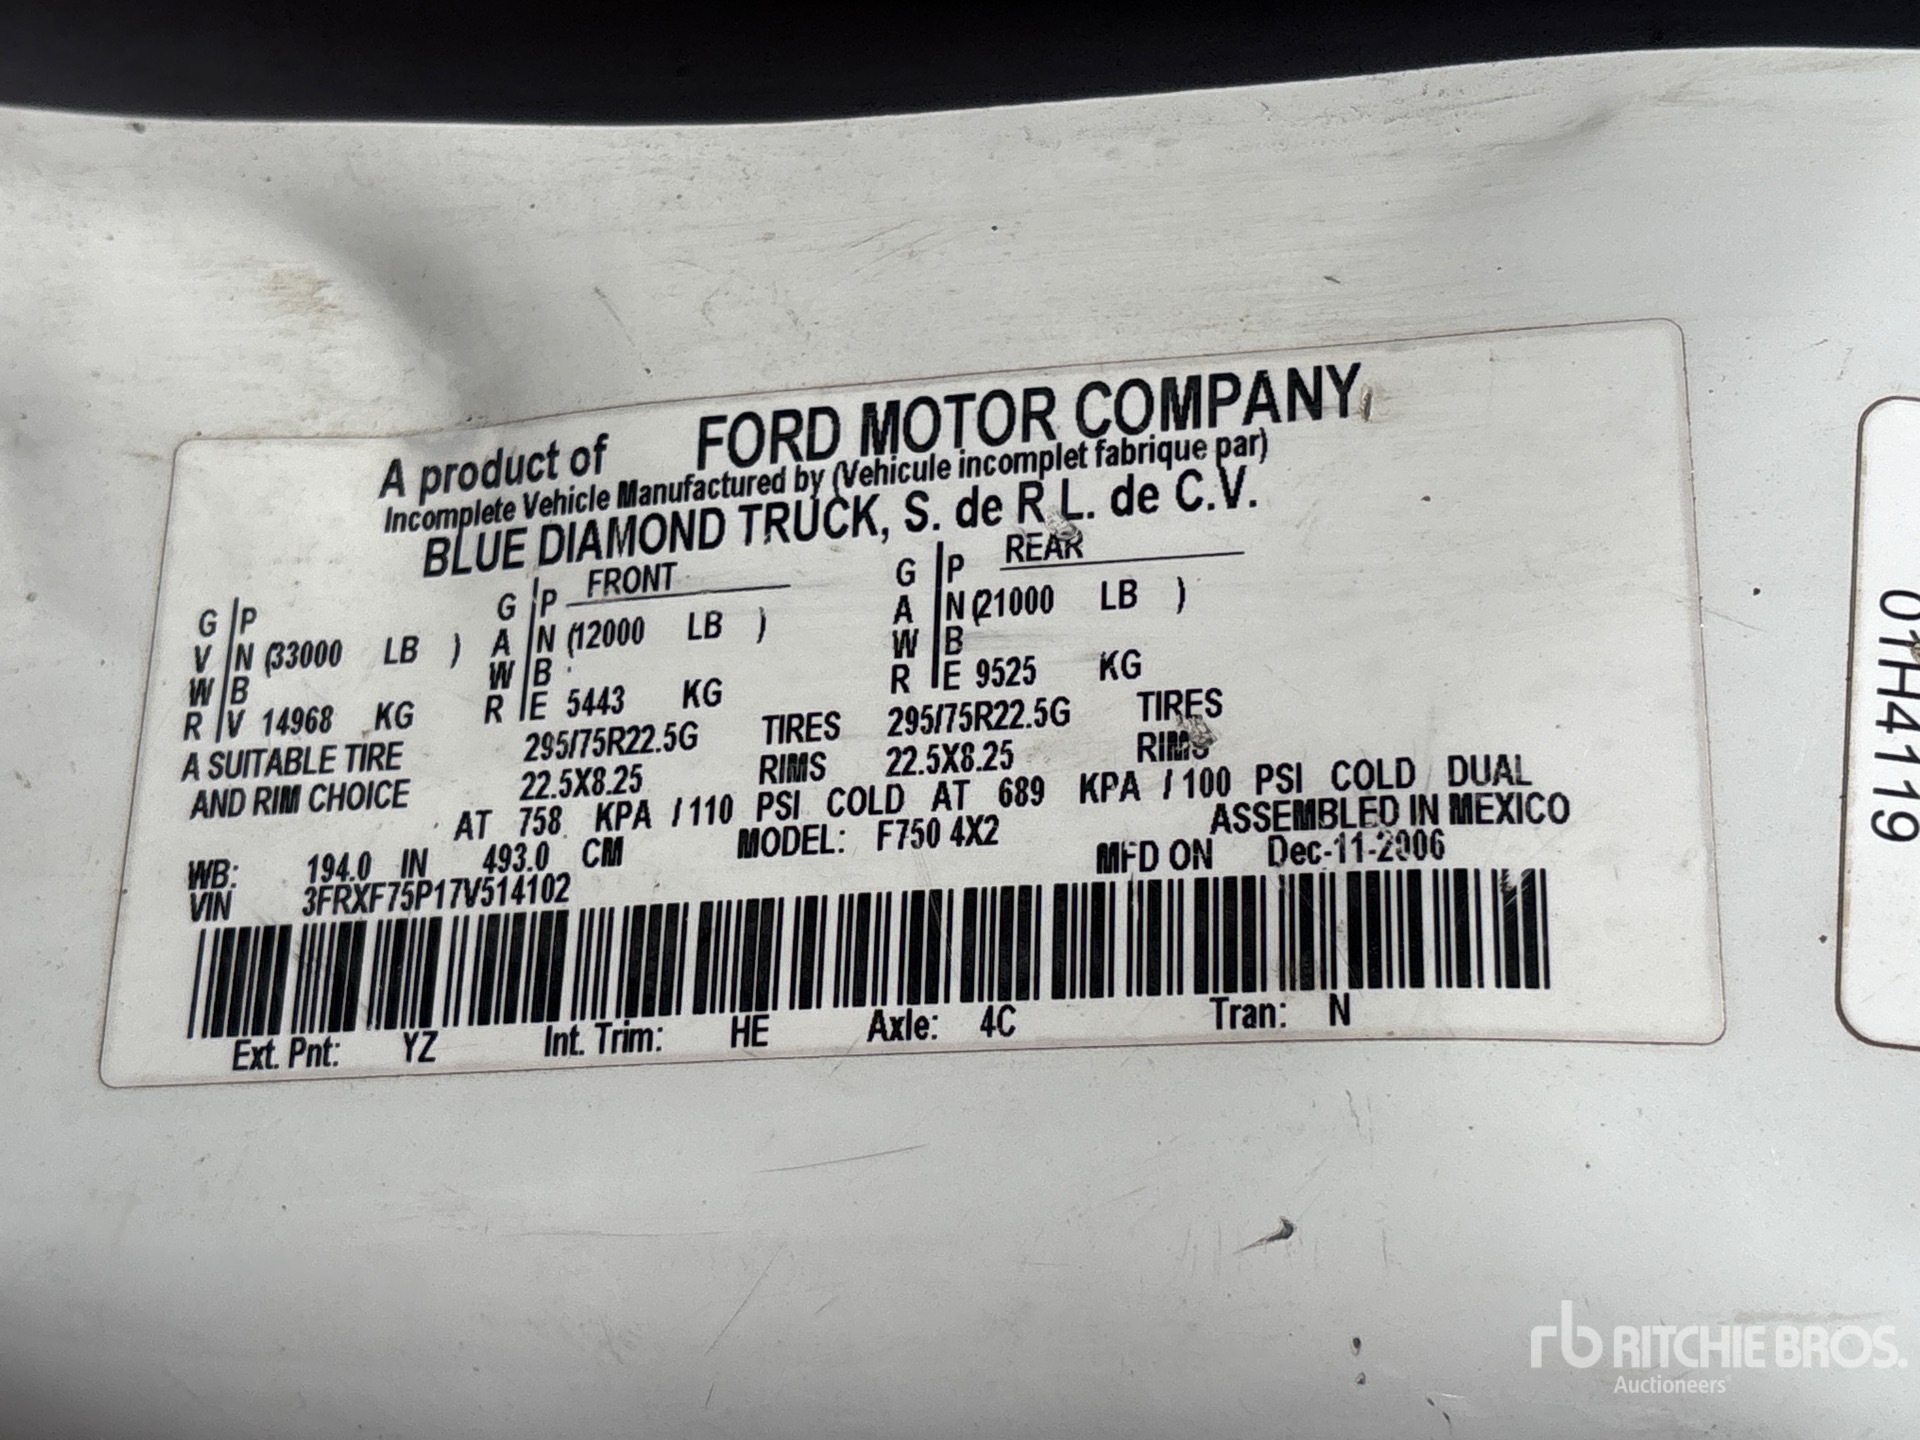 A product of FORD MOTOR COMPANY
Incomplete Vehicle Manufactured by (Vehicule incomplet fabrique par)
BLUE DIAMOND TRUCK, S. de R.L. de C.V.
FRONT REAR
G P G P G P
V N (33000 LB ) A N (12000 LB ) A N (21000 LB )
W B W B W B
R V 14968 KG R E 5443 KG R E 9525 KG
A SUITABLE TIRE 295/75R22.5G TIRES 295/75R22.5G TIRES
AND RIM CHOICE 22.5X8.25 RIMS 22.5X8.25 RIMS
AT 758 KPA / 110 PSI COLD AT 689 KPA / 100 PSI COLD DUAL
ASSEMBLED IN MEXICO
WB: 194.0 IN 493.0 CM MODEL: F750 4X2 MFD ON Dec-11-2006
VIN 3FRXF75P17V514102
Ext. Pnt: YZ Int. Trim: HE Axle: 4C Tran: N
01H4119
rb RITCHIE BROS.
Auctioneers